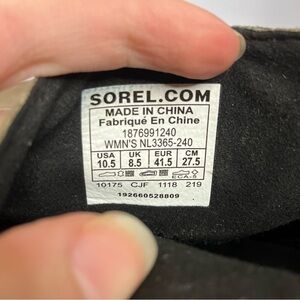 SOREL.COM
MADE IN CHINA
Fabriqué En Chine
1876991240
WMN'S NL3365-240
USA UK EUR CM
10.5 8.5 41.5 27.5
ECA-S
10175 CJF 1118 219
192660528809